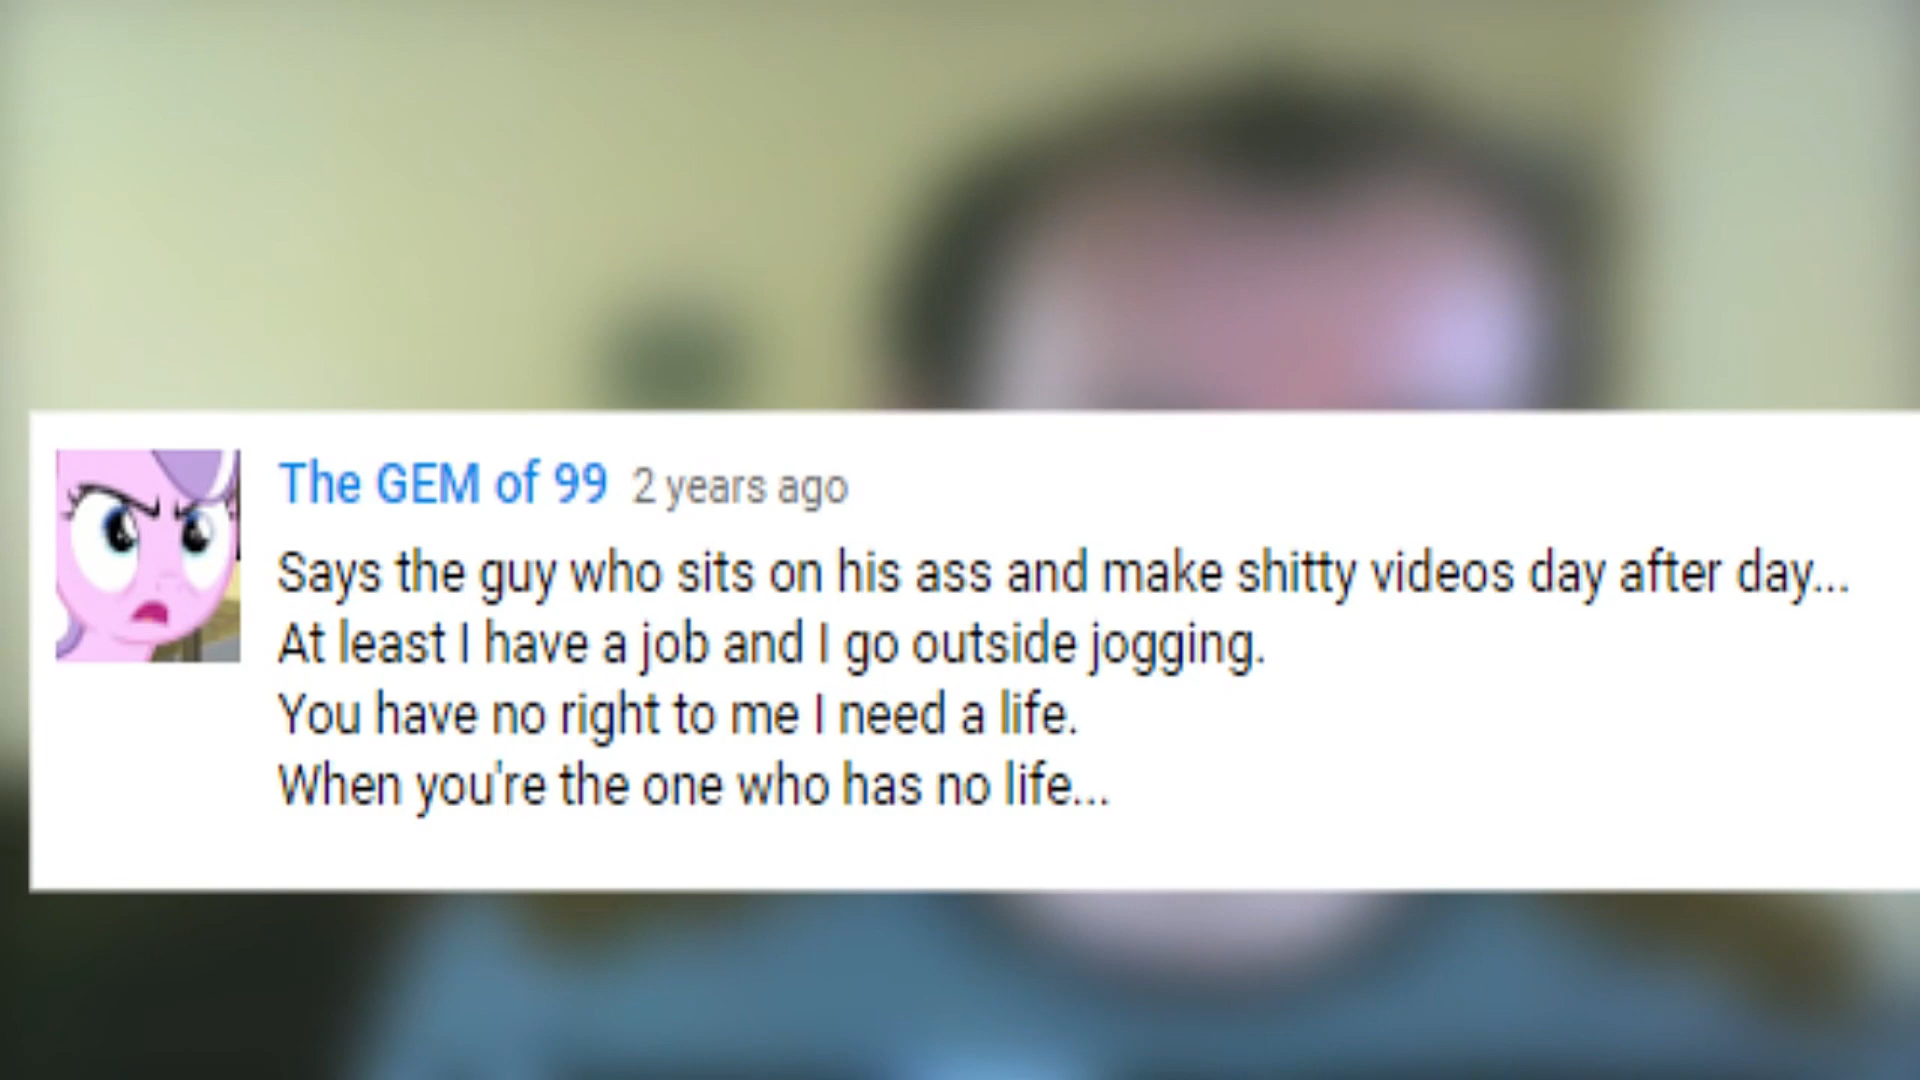 The GEM of 99 2 years ago
Says the guy who sits on his ass and make shitty videos day after day...
At least I have a job and I go outside jogging.
You have no right to me I need a life.
When you're the one who has no life...